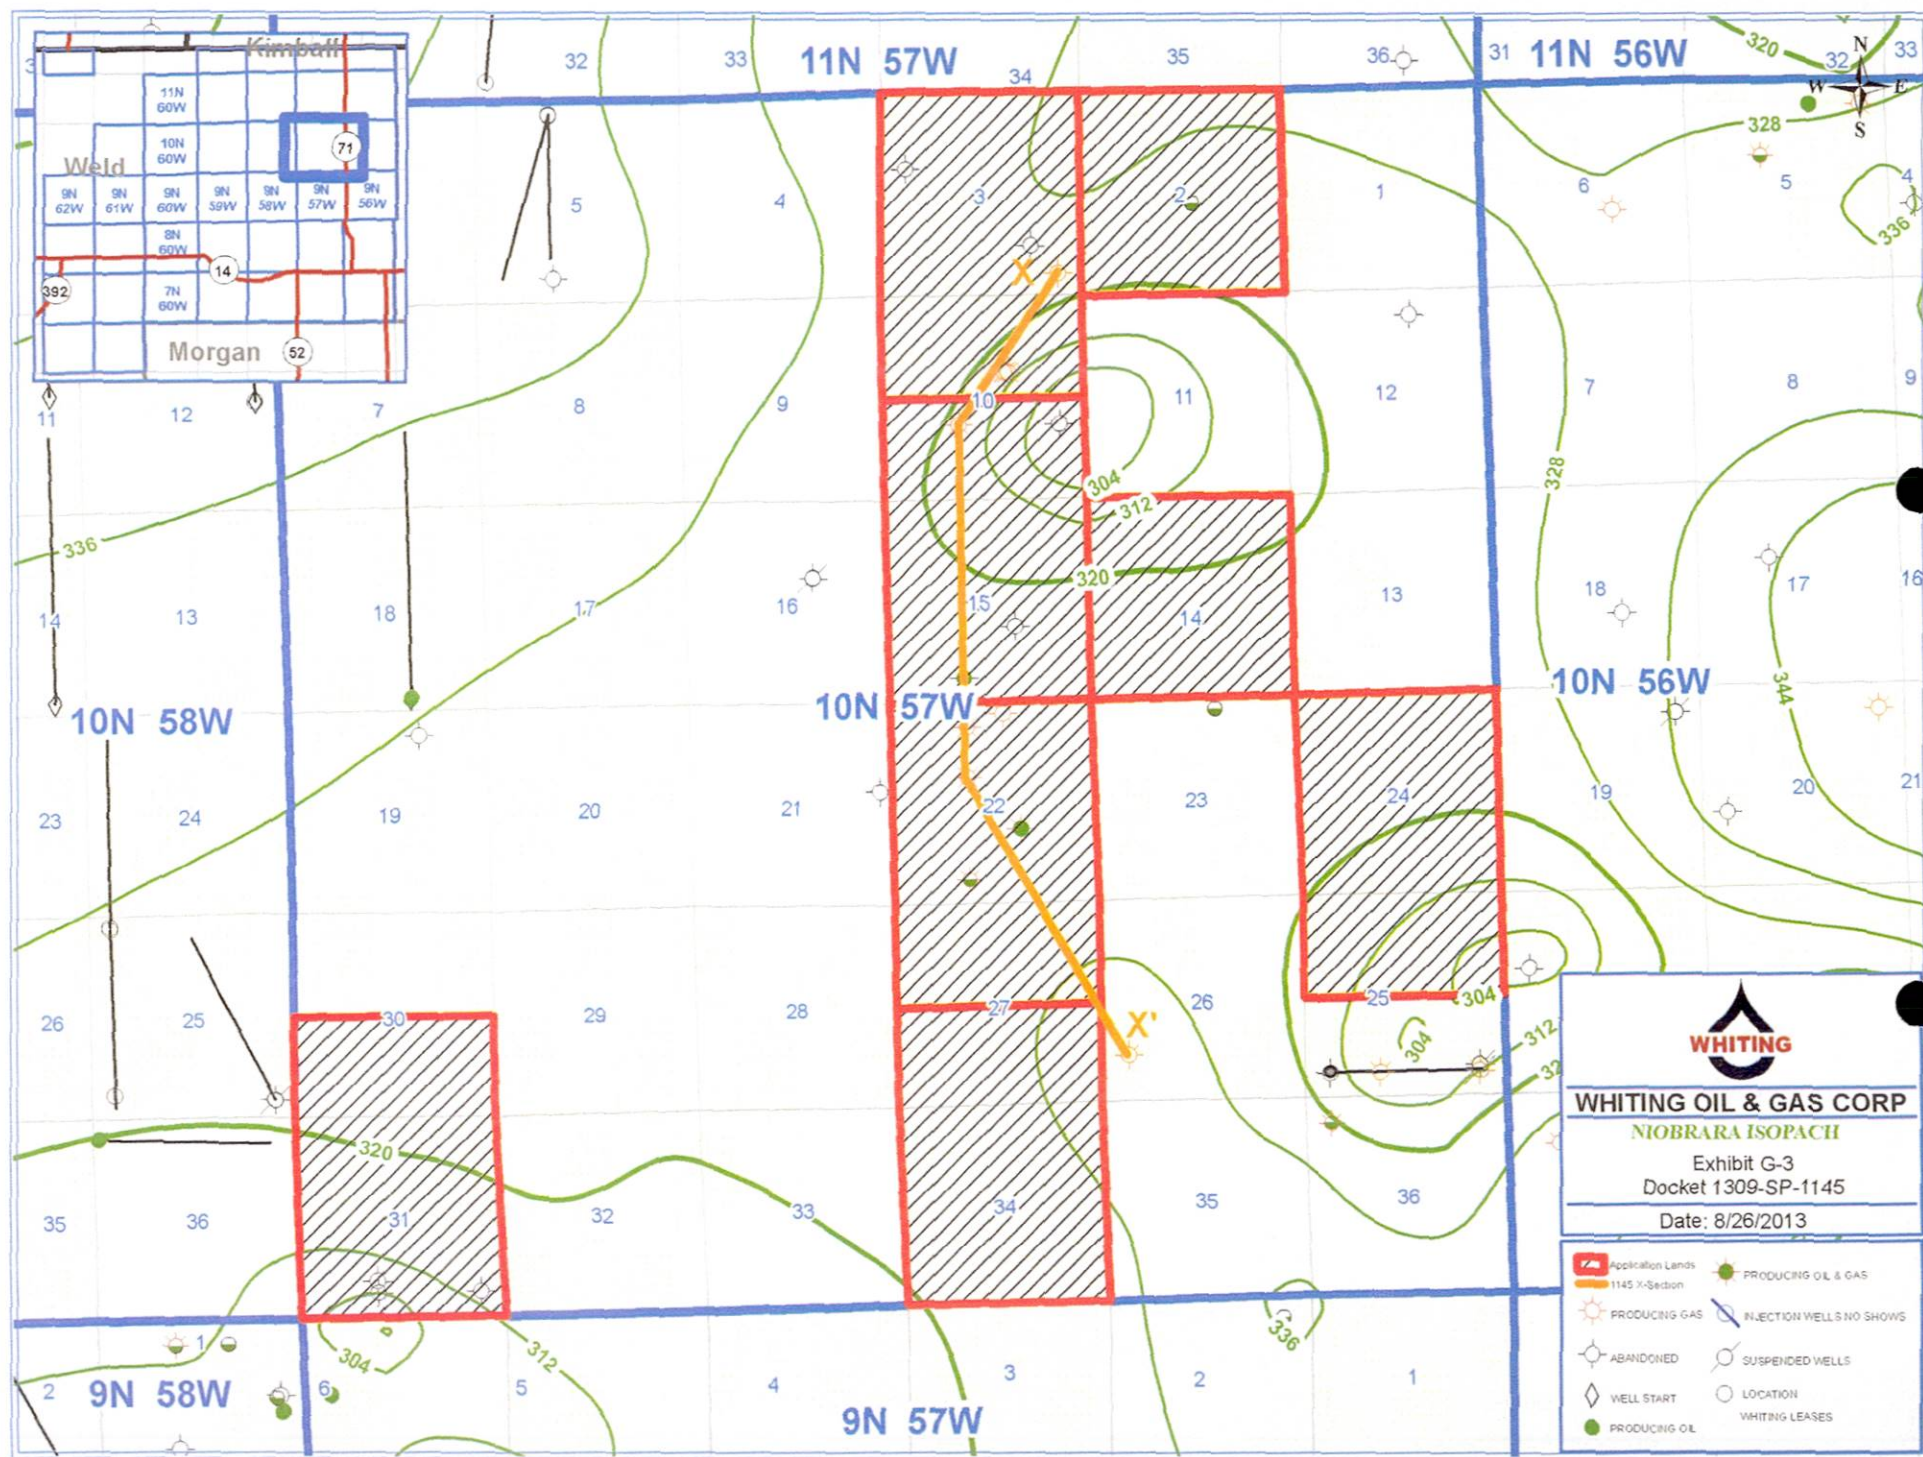 Kimball
11N
60W
10N
60W
71
Weld
9N
62W
9N
61W
9N
60W
9N
59W
9N
58W
9N
57W
9N
56W
8N
60W
14
392
7N
60W
Morgan
52
32
33
11N 57W
34
35
36
31
11N 56W
320
32
33
N
W
E
S
328
5
4
3
2
1
6
5
4
336
X
11
12
7
8
9
10
11
12
7
8
9
304
312
328
336
320
14
13
18
17
16
15
14
13
18
17
16
10N 58W
10N 57W
10N 56W
344
23
24
19
20
21
22
23
24
19
20
21
26
25
30
29
28
27
26
25
304
X'
304
312
320
35
36
31
32
33
34
35
36
1
304
312
336
2
9N 58W
6
5
4
3
2
1
9N 57W
WHITING
WHITING OIL & GAS CORP
NIOBRARA ISOPACH
Exhibit G-3
Docket 1309-SP-1145
Date: 8/26/2013
Application Lands
1145 X-Section
PRODUCING GAS
ABANDONED
WELL START
PRODUCING OIL
PRODUCING OIL & GAS
INJECTION WELLS NO SHOWS
SUSPENDED WELLS
LOCATION
WHITING LEASES